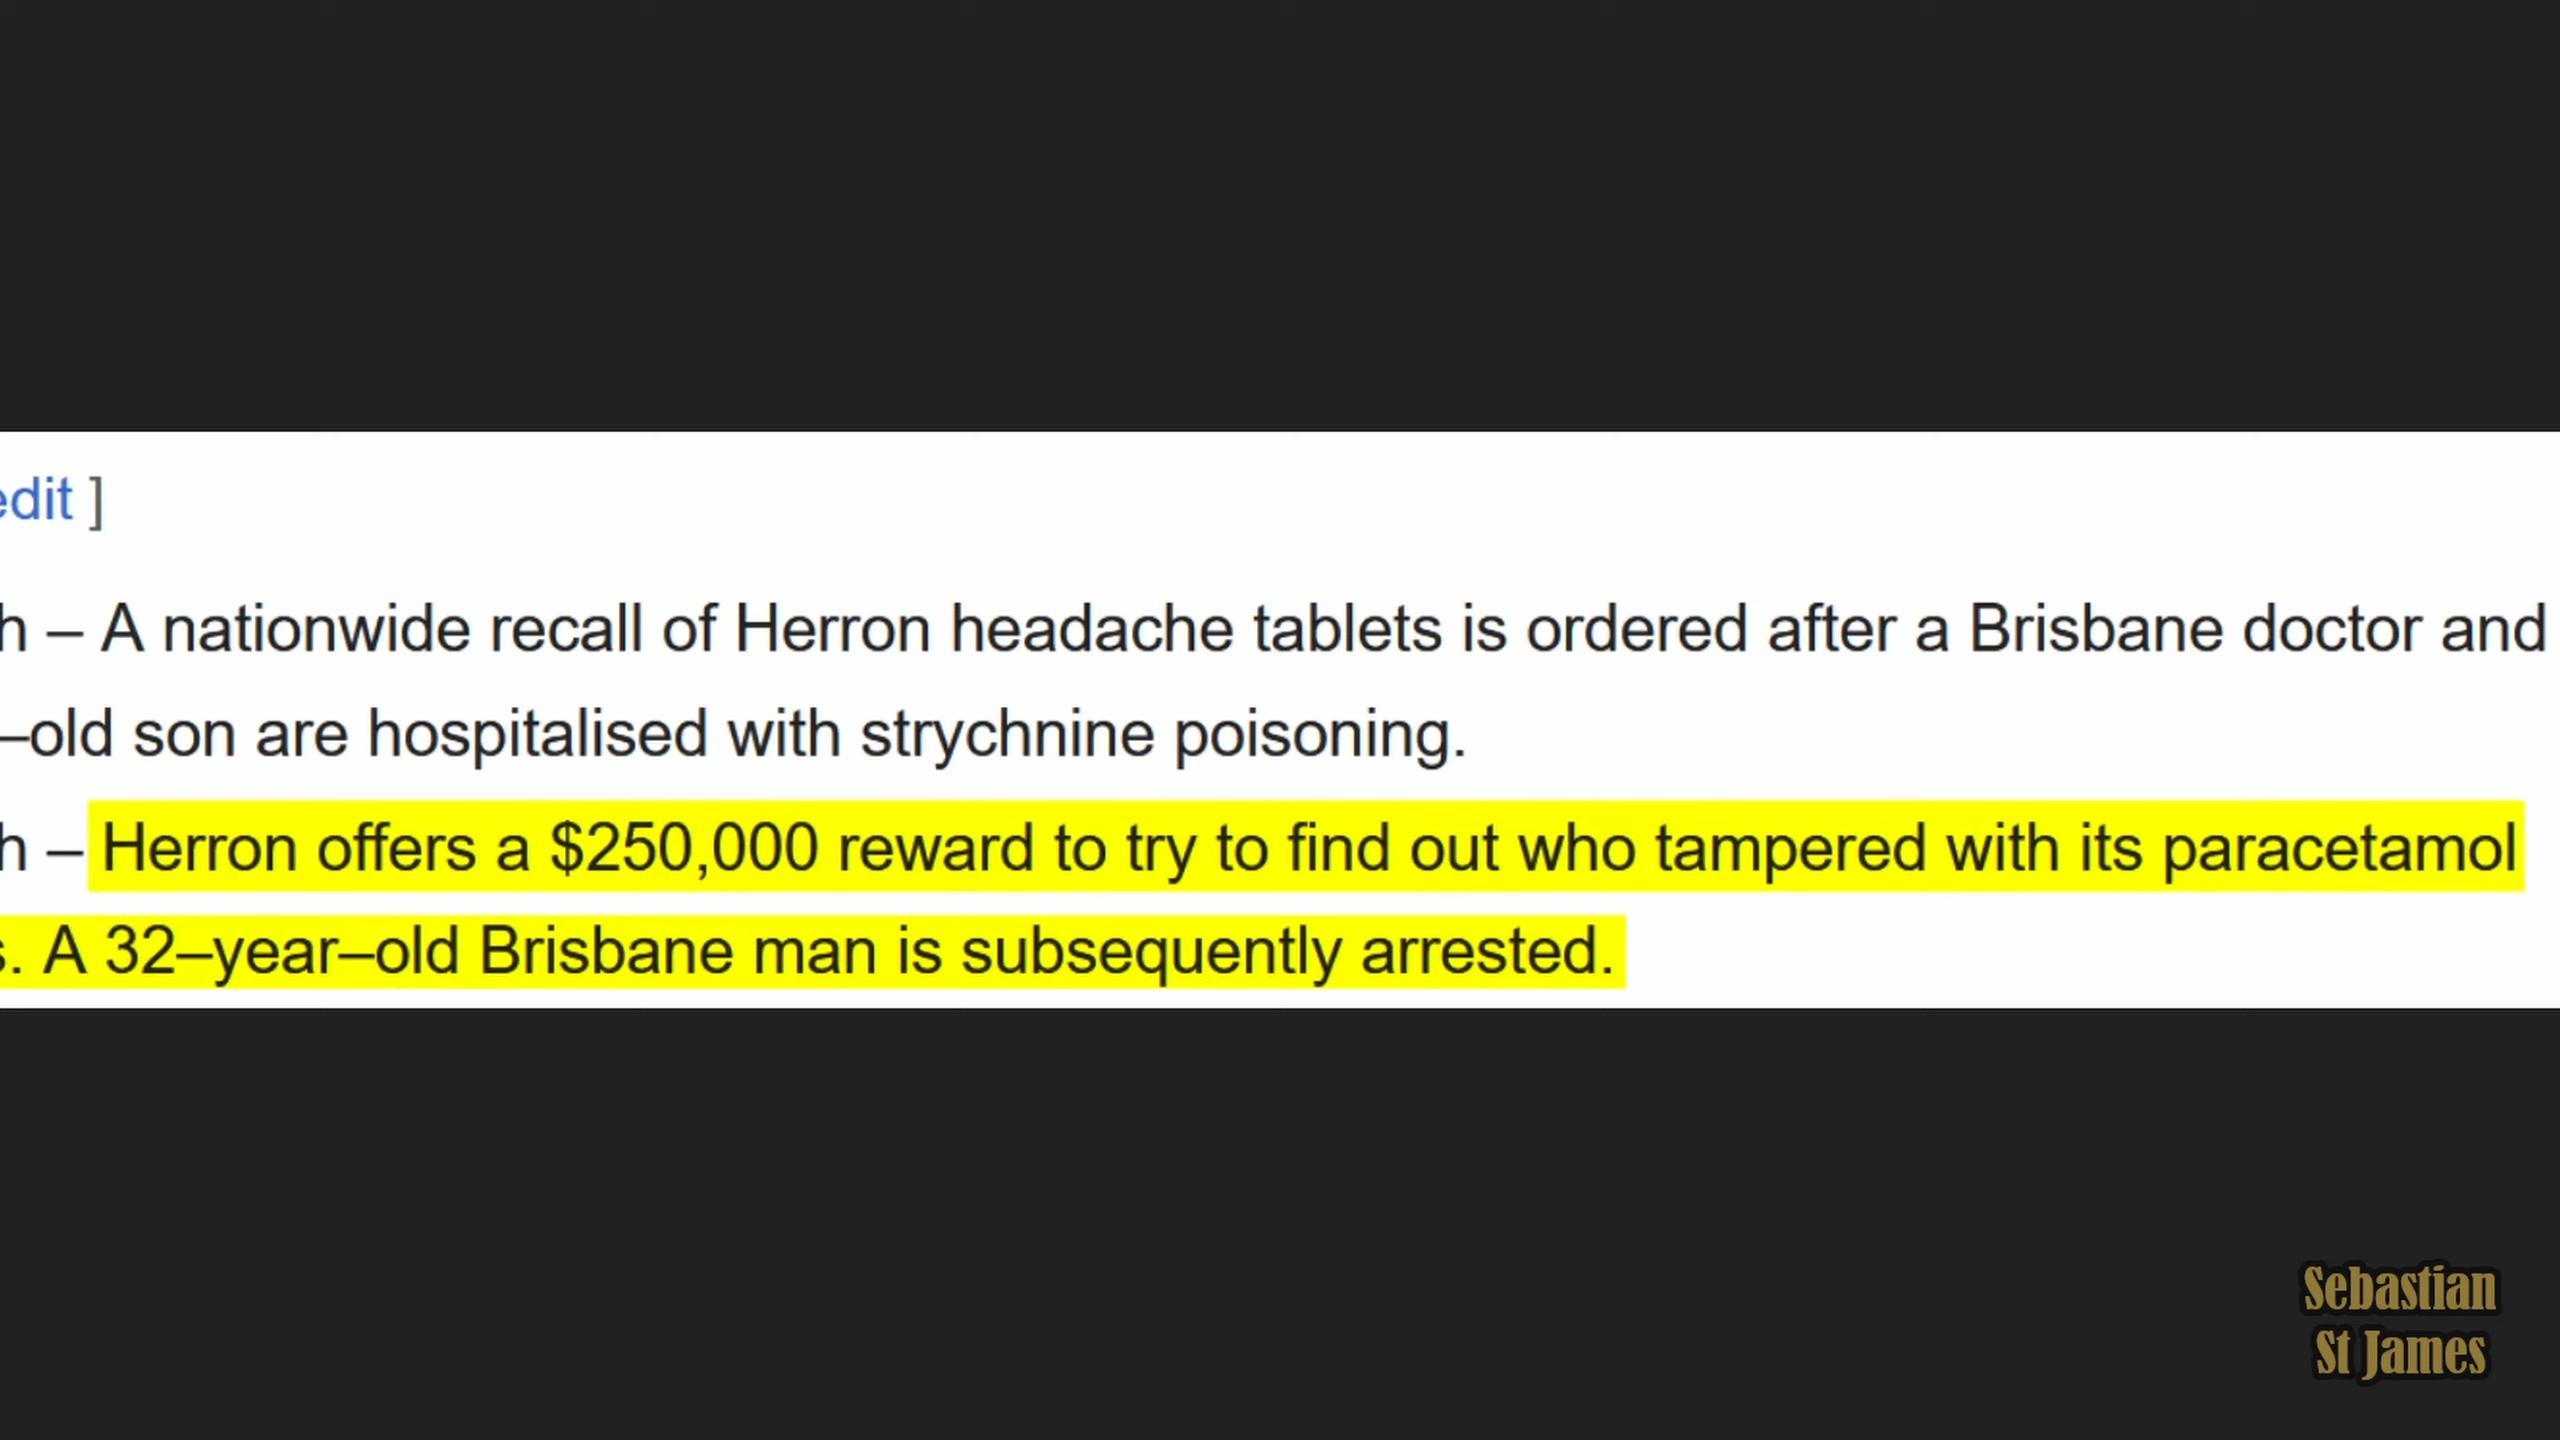 edit ]
h – A nationwide recall of Herron headache tablets is ordered after a Brisbane doctor and
–old son are hospitalised with strychnine poisoning.
h – Herron offers a $250,000 reward to try to find out who tampered with its paracetamol
s. A 32–year–old Brisbane man is subsequently arrested.
Sebastian
St James